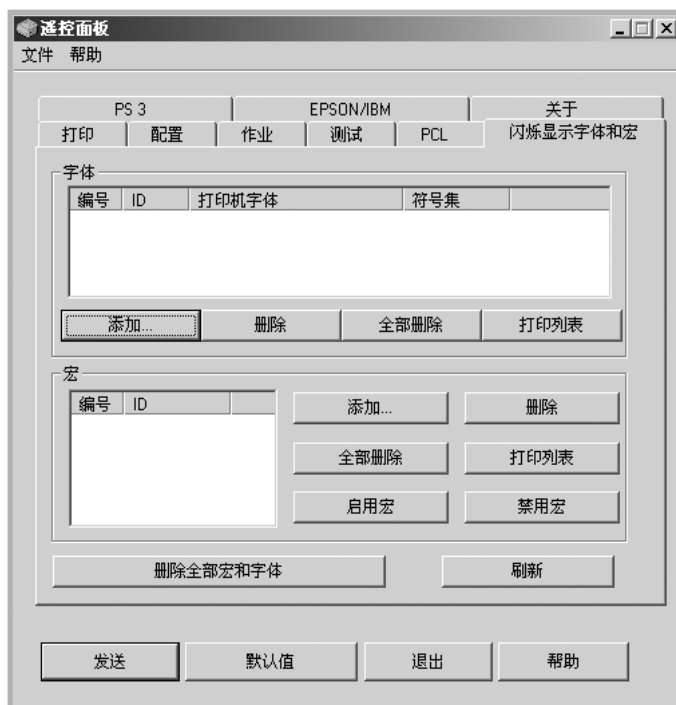 遥控面板
文件 帮助
PS 3 EPSON/IBM 关于
打印 配置 作业 测试 PCL 闪烁显示字体和宏
字体
编号 ID 打印机字体 符号集
添加... 删除 全部删除 打印列表
宏
编号 ID
添加... 删除
全部删除 打印列表
启用宏 禁用宏
删除全部宏和字体 刷新
发送 默认值 退出 帮助